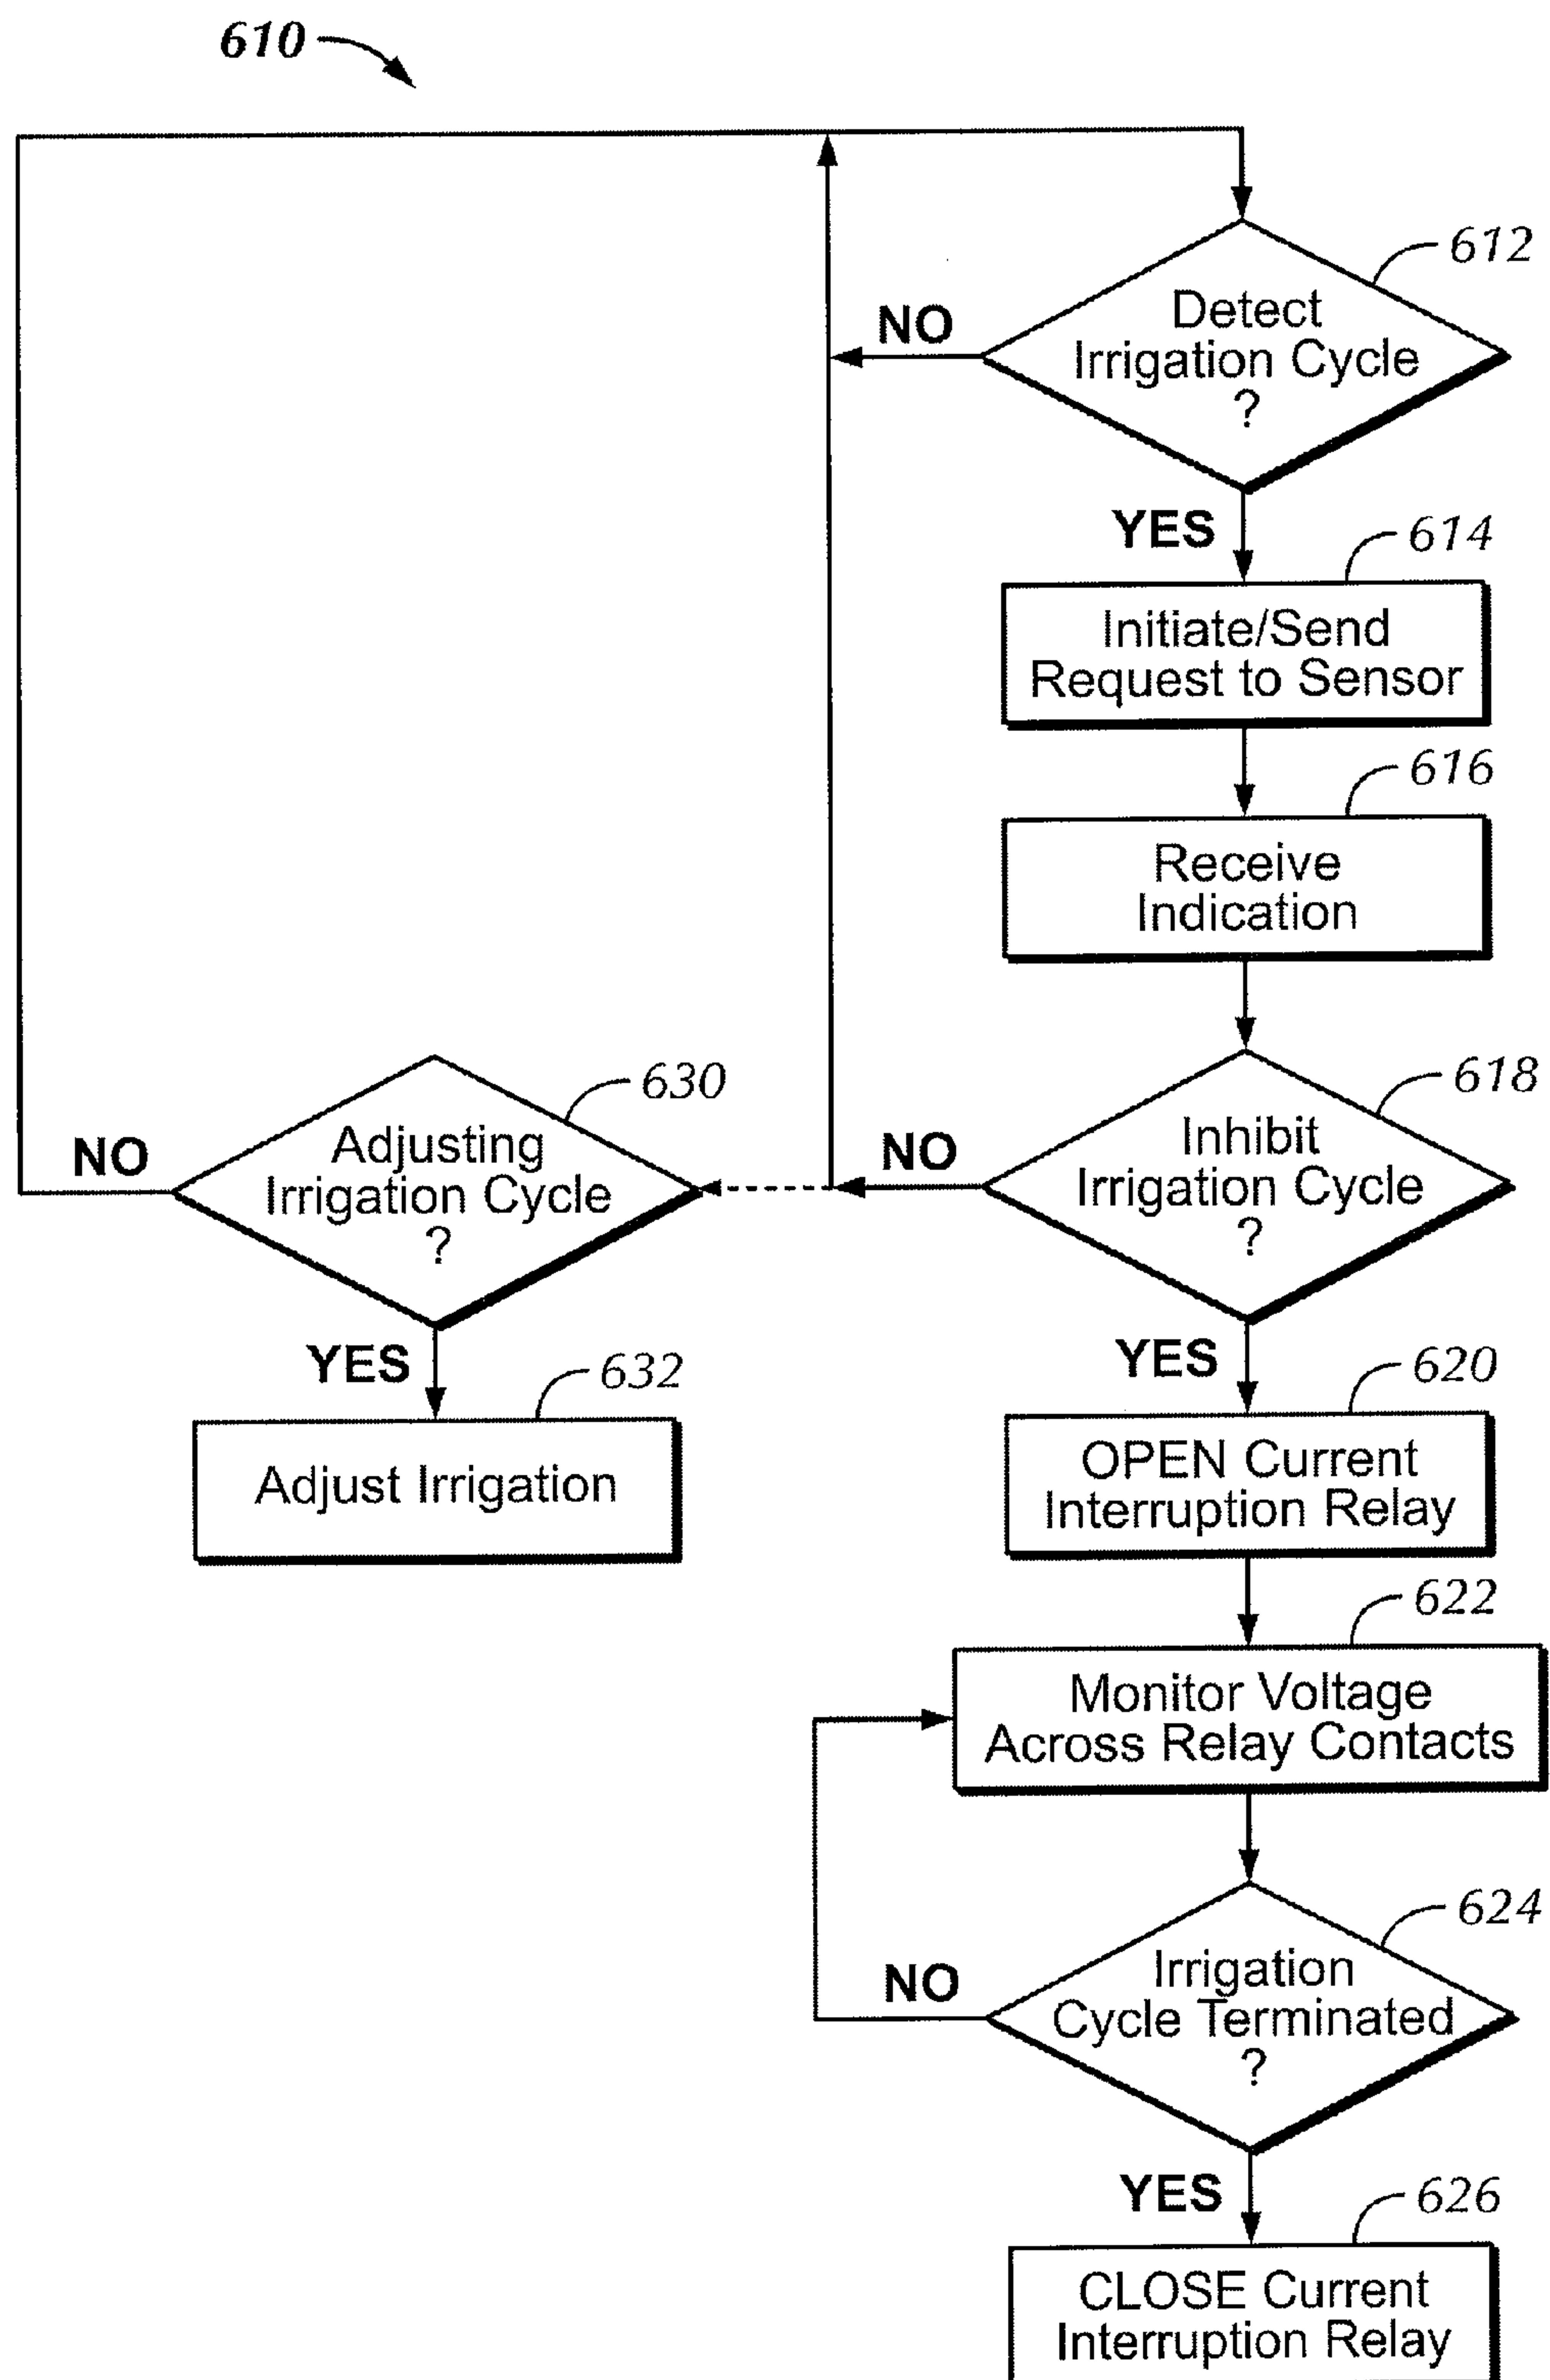 610
612
Detect
Irrigation Cycle
?
NO
YES
614
Initiate/Send
Request to Sensor
616
Receive
Indication
618
Inhibit
Irrigation Cycle
?
NO
630
Adjusting
Irrigation Cycle
?
NO
YES
632
Adjust Irrigation
YES
620
OPEN Current
Interruption Relay
622
Monitor Voltage
Across Relay Contacts
624
Irrigation
Cycle Terminated
?
NO
YES
626
CLOSE Current
Interruption Relay